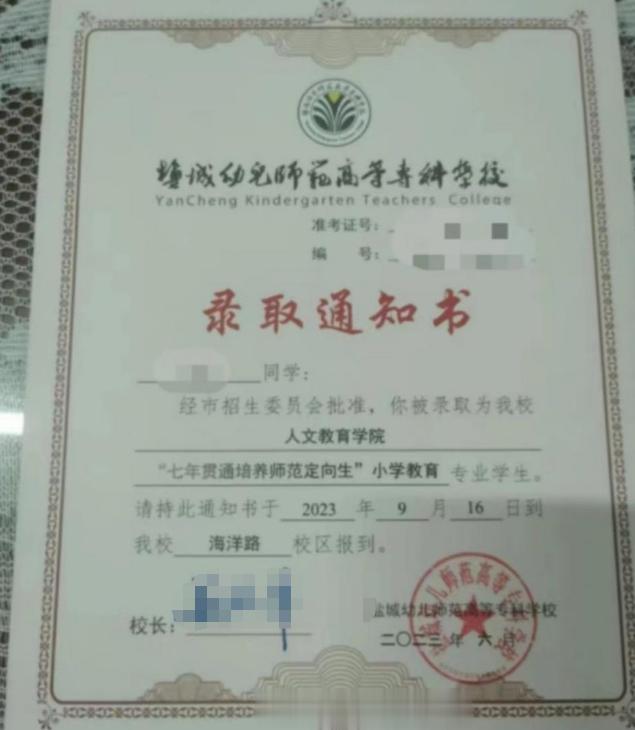 盐城幼儿师范高等专科学校
YanCheng Kindergarten Teachers College
准考证号:
编 号:
录取通知书
同学:
经市招生委员会批准,你被录取为我校
人文教育学院
“七年贯通培养师范定向生”小学教育 专业学生。
请持此通知书于 2023 年 9 月 16 日到
我校 海洋路 校区报到。
校长:
盐城幼儿师范高等专科学校
二〇二三年 六 月